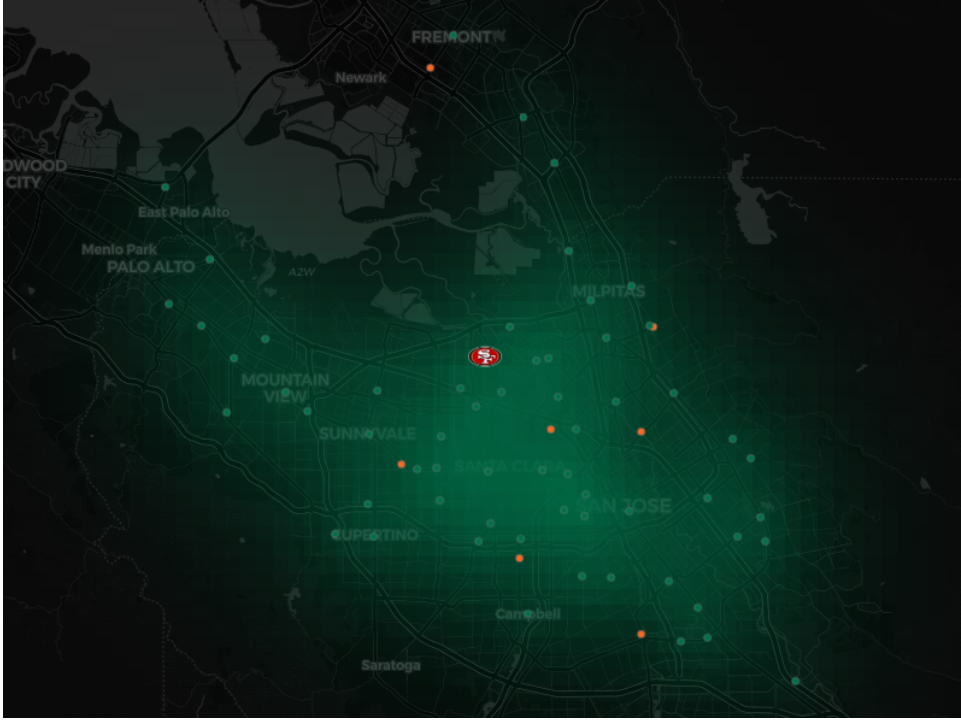 FREMONT
Newark
DWOOD
CITY
East Palo Alto
Menlo Park
PALO ALTO
A2W
MILPITAS
SF
MOUNTAIN
VIEW
SUNNYVALE
SANTA CLARA
SAN JOSE
CUPERTINO
Campbell
Saratoga